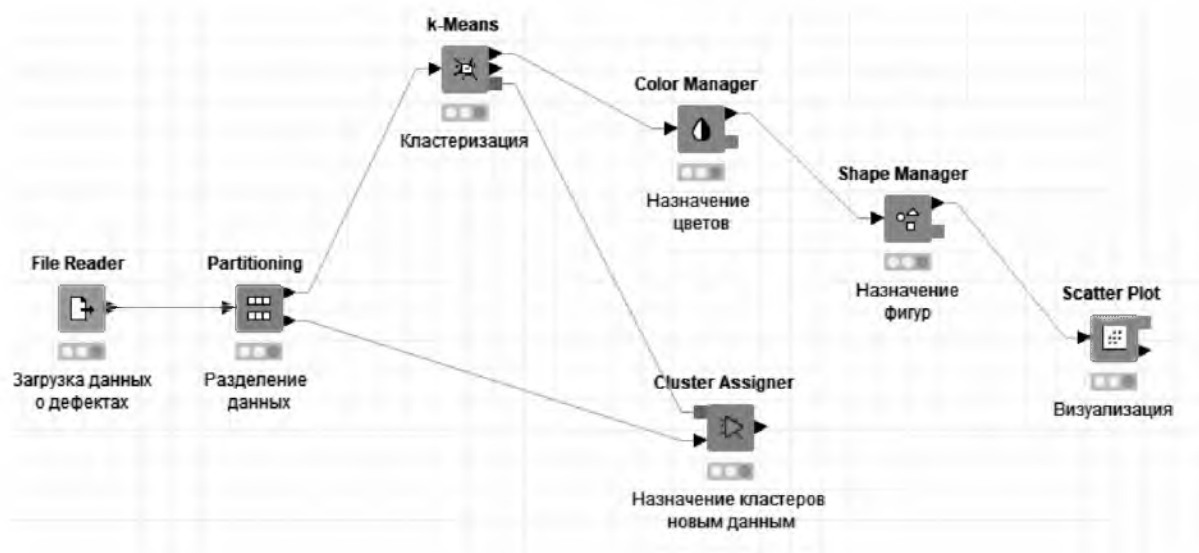 k-Means
Кластеризация
Color Manager
Назначение
цветов
Shape Manager
Назначение
фигур
File Reader
Загрузка данных
о дефектах
Partitioning
Разделение
данных
Scatter Plot
Визуализация
Cluster Assigner
Назначение кластеров
новым данным